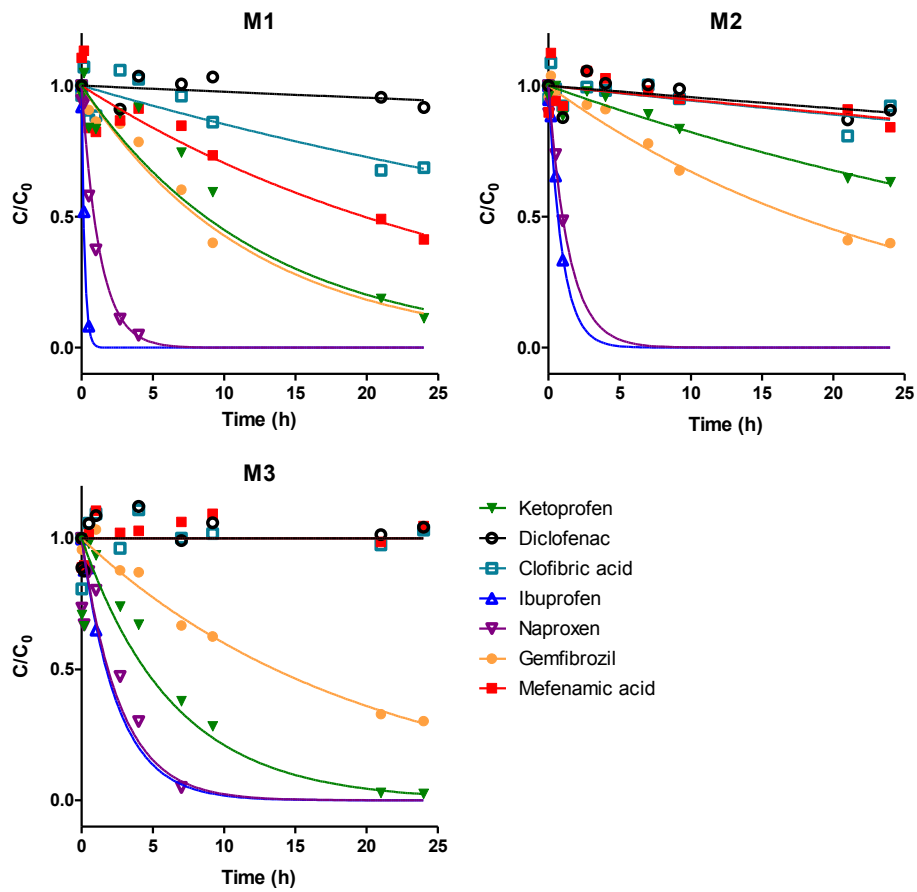 M1
C/C0
1.0
0.5
0.0
0 5 10 15 20 25
Time (h)
M2
C/C0
1.0
0.5
0.0
0 5 10 15 20 25
Time (h)
M3
C/C0
1.0
0.5
0.0
0 5 10 15 20 25
Time (h)
Ketoprofen
Diclofenac
Clofibric acid
Ibuprofen
Naproxen
Gemfibrozil
Mefenamic acid